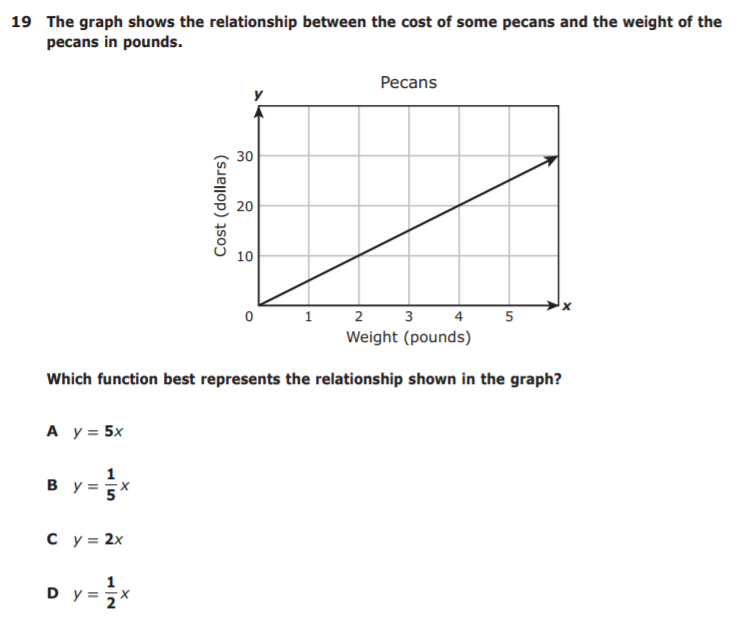 19 The graph shows the relationship between the cost of some pecans and the weight of the
pecans in pounds.
Pecans
y
Cost (dollars)
30
20
10
0 1 2 3 4 5 x
Weight (pounds)
Which function best represents the relationship shown in the graph?
A y = 5x
B y = 1/5 x
C y = 2x
D y = 1/2 x